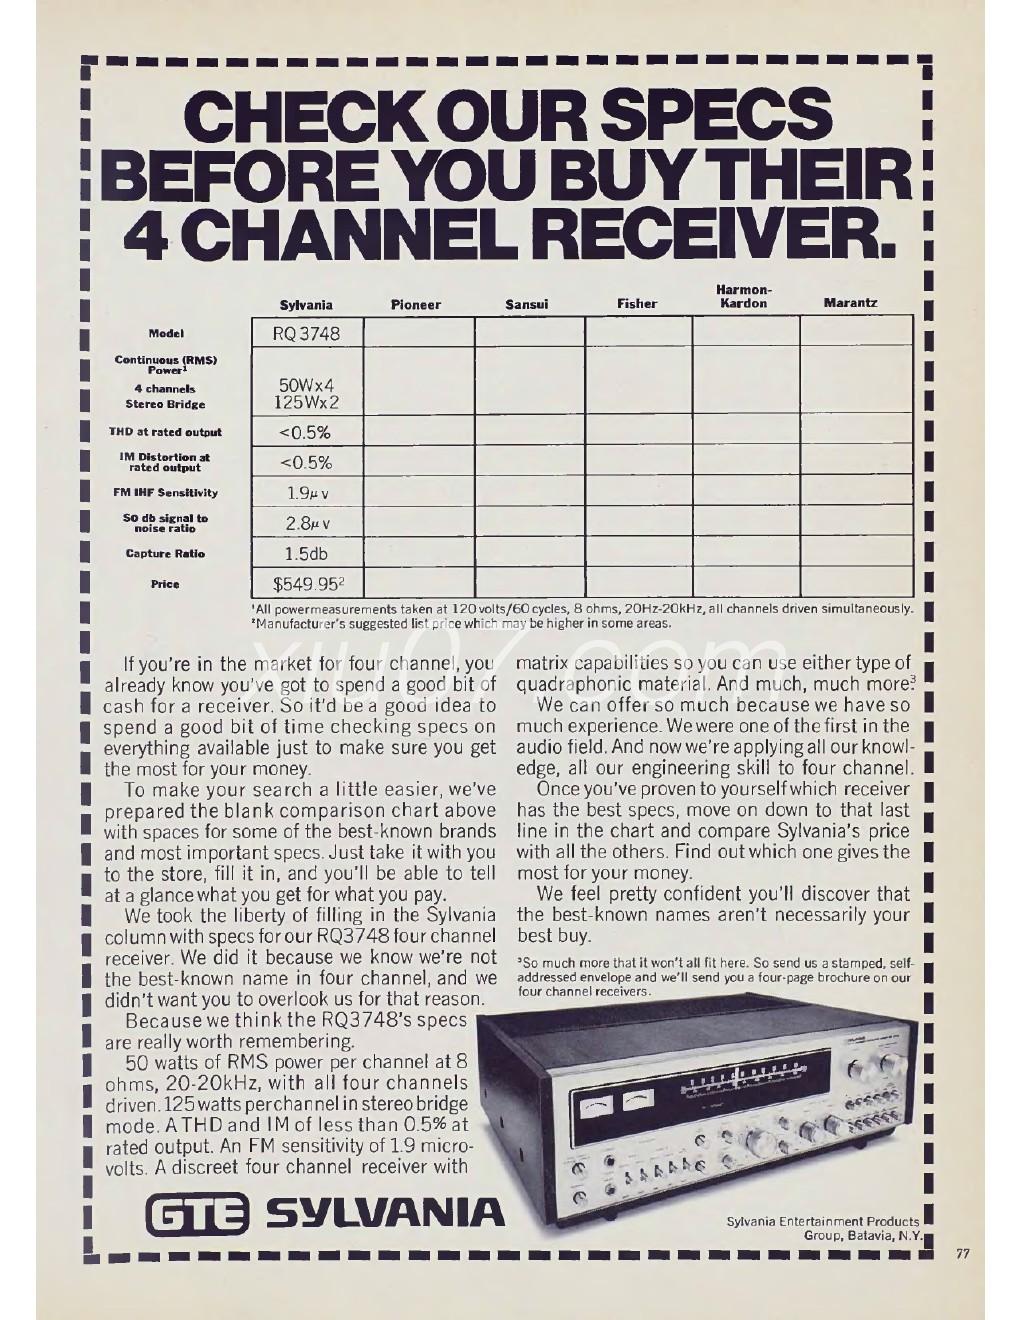 CHECK OUR SPECS
BEFORE YOU BUY THEIR
4 CHANNEL RECEIVER.
Sylvania Pioneer Sansui Fisher Harmon-Kardon Marantz
Model RQ 3748
Continuous (RMS)
Power¹
4 channels 50Wx4
Stereo Bridge 125Wx2
THD at rated output <0.5%
IM Distortion at
rated output <0.5%
FM IHF Sensitivity 1.9μv
50 db signal to
noise ratio 2.8μv
Capture Ratio 1.5db
Price $549.95²
¹All powermeasurements taken at 120 volts/60 cycles, 8 ohms, 20Hz-20kHz, all channels driven simultaneously.
²Manufacturer's suggested list price which may be higher in some areas.
If you're in the market for four channel, you
already know you've got to spend a good bit of
cash for a receiver. So it'd be a good idea to
spend a good bit of time checking specs on
everything available just to make sure you get
the most for your money.
To make your search a little easier, we've
prepared the blank comparison chart above
with spaces for some of the best-known brands
and most important specs. Just take it with you
to the store, fill it in, and you'll be able to tell
at a glance what you get for what you pay.
We took the liberty of filling in the Sylvania
column with specs for our RQ3748 four channel
receiver. We did it because we know we're not
the best-known name in four channel, and we
didn't want you to overlook us for that reason.
Because we think the RQ3748's specs
are really worth remembering.
50 watts of RMS power per channel at 8
ohms, 20-20kHz, with all four channels
driven. 125 watts per channel in stereo bridge
mode. A THD and IM of less than 0.5% at
rated output. An FM sensitivity of 1.9 micro-
volts. A discreet four channel receiver with
matrix capabilities so you can use either type of
quadraphonic material. And much, much more.³
We can offer so much because we have so
much experience. We were one of the first in the
audio field. And now we're applying all our knowl-
edge, all our engineering skill to four channel.
Once you've proven to yourself which receiver
has the best specs, move on down to that last
line in the chart and compare Sylvania's price
with all the others. Find out which one gives the
most for your money.
We feel pretty confident you'll discover that
the best-known names aren't necessarily your
best buy.
³So much more that it won't all fit here. So send us a stamped, self-
addressed envelope and we'll send you a four-page brochure on our
four channel receivers.
GTE SYLVANIA
Sylvania Entertainment Products
Group, Batavia, N.Y.
77
xiu07.com